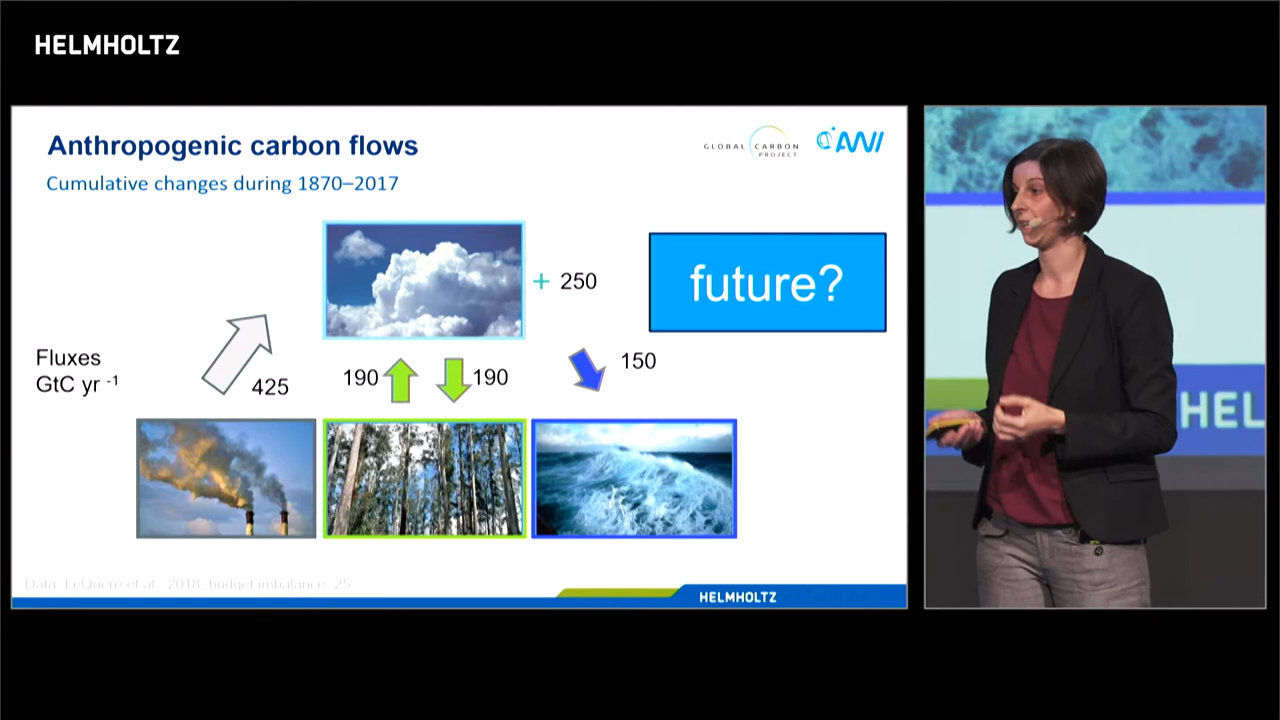 HELMHOLTZ
Anthropogenic carbon flows
GLOBAL CARBON
PROJECT
AWI
Cumulative changes during 1870–2017
+ 250
future?
Fluxes
GtC yr -1
425
190
190
150
Data: LeQuere et al., 2018, budget imbalance: 25
HELMHOLTZ
HEL